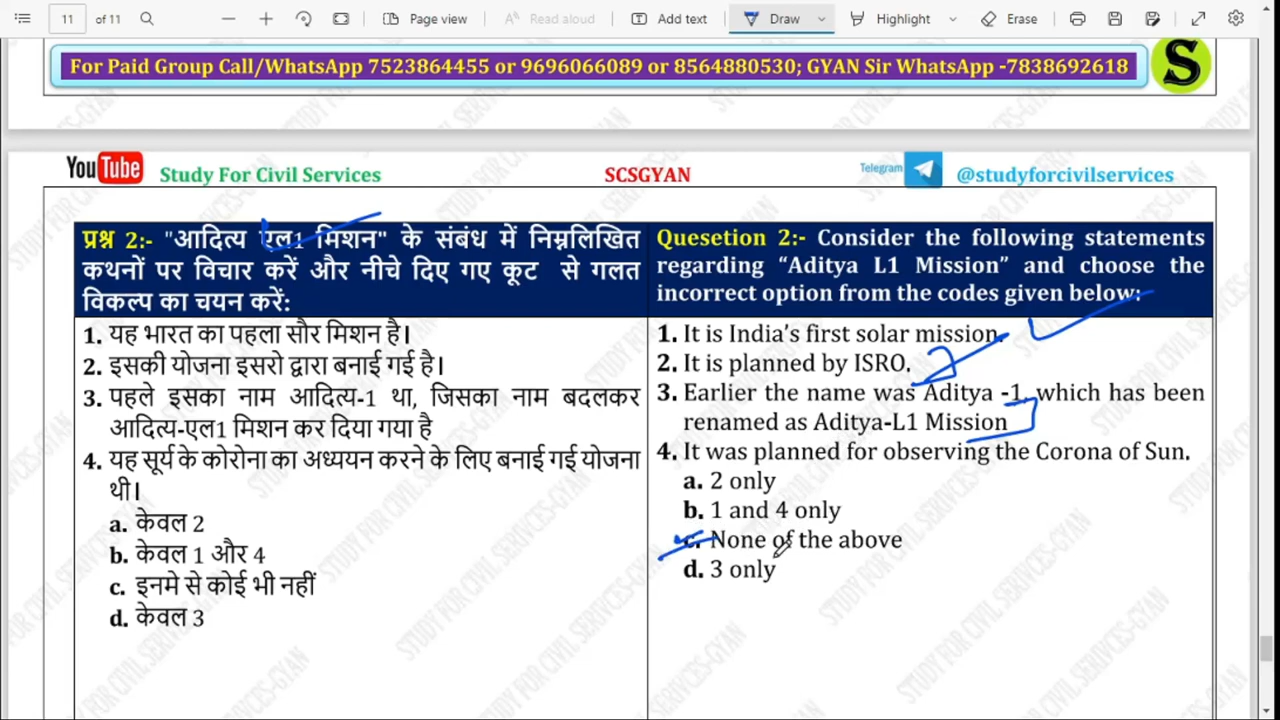 11 of 11
Page view
Read aloud
Add text
Draw
Highlight
Erase
For Paid Group Call/WhatsApp 7523864455 or 9696066089 or 8564880530; GYAN Sir WhatsApp -7838692618
S
YouTube Study For Civil Services SCSGYAN Telegram @studyforcivilservices
प्रश्न 2:- "आदित्य एल1 मिशन" के संबंध में निम्नलिखित
कथनों पर विचार करें और नीचे दिए गए कूट से गलत
विकल्प का चयन करें:
1. यह भारत का पहला सौर मिशन है।
2. इसकी योजना इसरो द्वारा बनाई गई है।
3. पहले इसका नाम आदित्य-1 था, जिसका नाम बदलकर
आदित्य-एल1 मिशन कर दिया गया है
4. यह सूर्य के कोरोना का अध्ययन करने के लिए बनाई गई योजना
थी।
a. केवल 2
b. केवल 1 और 4
c. इनमे से कोई भी नहीं
d. केवल 3
Quesetion 2:- Consider the following statements
regarding “Aditya L1 Mission” and choose the
incorrect option from the codes given below:
1. It is India’s first solar mission.
2. It is planned by ISRO.
3. Earlier the name was Aditya -1, which has been
renamed as Aditya-L1 Mission
4. It was planned for observing the Corona of Sun.
a. 2 only
b. 1 and 4 only
c. None of the above
d. 3 only
STUDY FOR CIVIL SERIVCES-GYAN